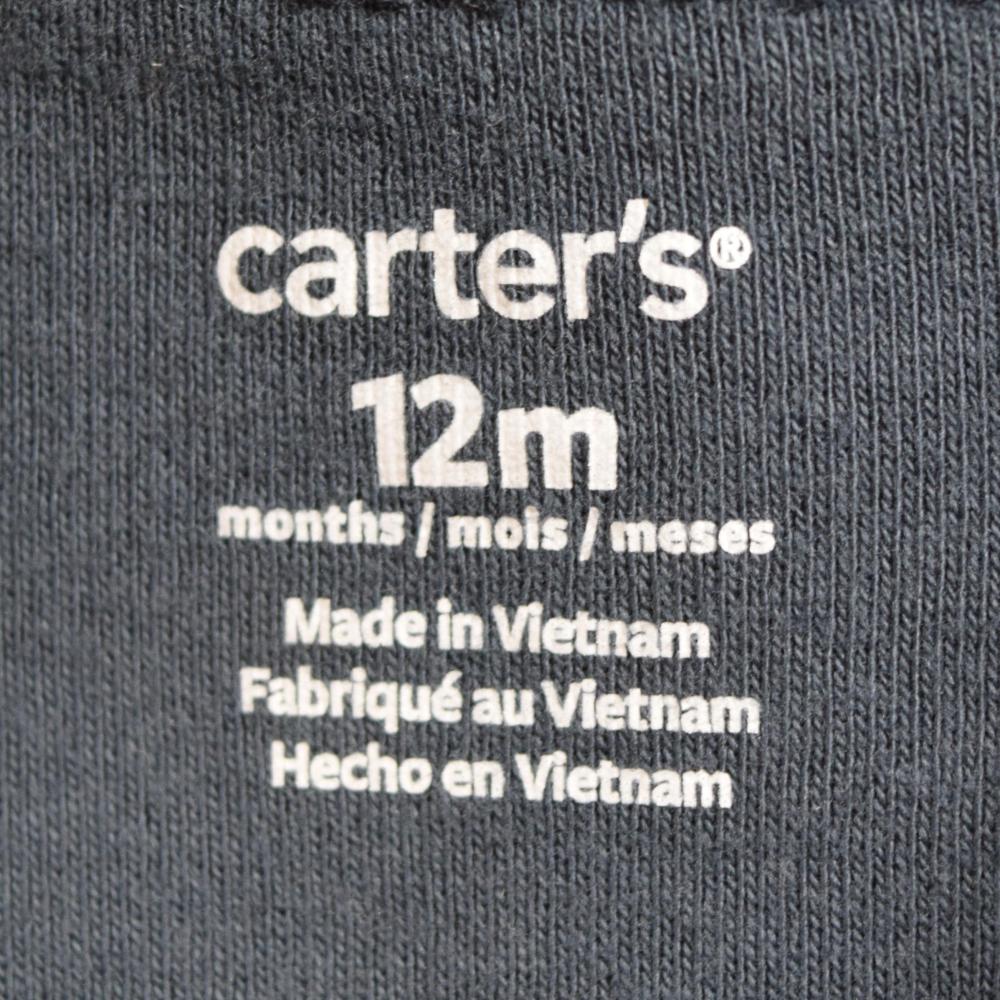 carter's®
12m
months / mois / meses
Made in Vietnam
Fabriqué au Vietnam
Hecho en Vietnam